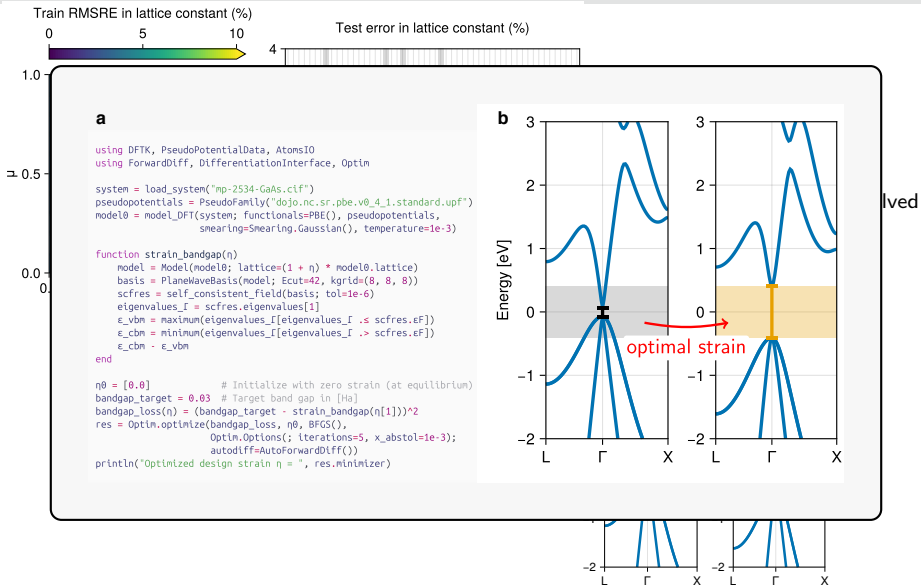 Train RMSRE in lattice constant (%)
0 5 10
Test error in lattice constant (%)
4
1.0
μ
0.5
0.0
0.
lved
a
using DFTK, PseudoPotentialData, AtomsIO
using ForwardDiff, DifferentiationInterface, Optim
system = load_system("mp-2534-GaAs.cif")
pseudopotentials = PseudoFamily("dojo.nc.sr.pbe.v0_4_1.standard.upf")
model0 = model_DFT(system; functionals=PBE(), pseudopotentials,
smearing=Smearing.Gaussian(), temperature=1e-3)
function strain_bandgap(η)
model = Model(model0; lattice=(1 + η) * model0.lattice)
basis = PlaneWaveBasis(model; Ecut=42, kgrid=(8, 8, 8))
scfres = self_consistent_field(basis; tol=1e-6)
eigenvalues_Γ = scfres.eigenvalues[1]
ε_vbm = maximum(eigenvalues_Γ[eigenvalues_Γ .≤ scfres.εF])
ε_cbm = minimum(eigenvalues_Γ[eigenvalues_Γ .> scfres.εF])
ε_cbm - ε_vbm
end
η0 = [0.0] # Initialize with zero strain (at equilibrium)
bandgap_target = 0.03 # Target band gap in [Ha]
bandgap_loss(η) = (bandgap_target - strain_bandgap(η[1]))^2
res = Optim.optimize(bandgap_loss, η0, BFGS(),
Optim.Options(; iterations=5, x_abstol=1e-3);
autodiff=AutoForwardDiff())
println("Optimized design strain η = ", res.minimizer)
b
Energy [eV]
3
2
1
0
−1
−2
L Γ X
optimal strain
3
2
1
0
−1
−2
L Γ X
−2
L Γ X
−2
L Γ X